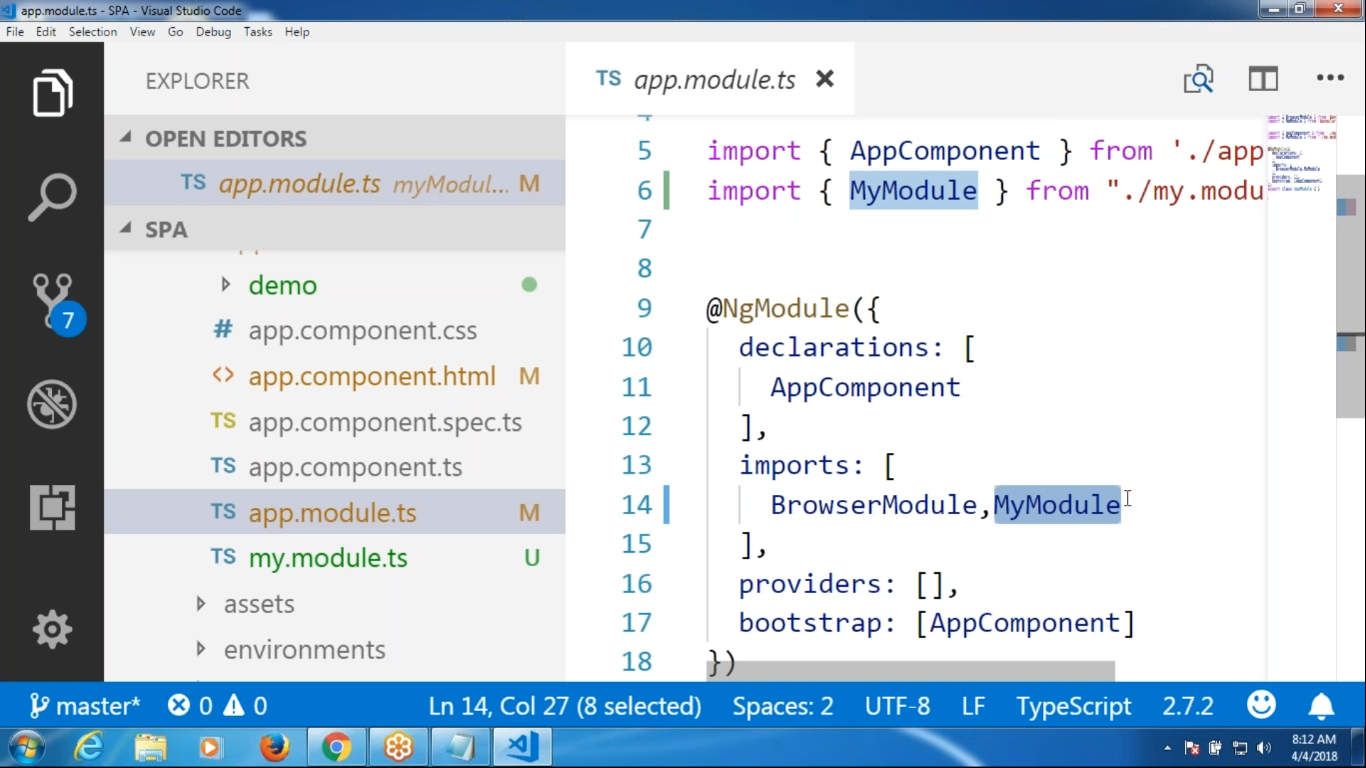 app.module.ts - SPA - Visual Studio Code
File Edit Selection View Go Debug Tasks Help
EXPLORER
OPEN EDITORS
TS app.module.ts myModul... M
SPA
demo
# app.component.css
<> app.component.html M
TS app.component.spec.ts
TS app.component.ts
TS app.module.ts M
TS my.module.ts U
assets
environments
7
TS app.module.ts
4
5 import { AppComponent } from './app
6 import { MyModule } from "./my.modu
7
8
9 @NgModule({
10 declarations: [
11 AppComponent
12 ],
13 imports: [
14 BrowserModule,MyModule
15 ],
16 providers: [],
17 bootstrap: [AppComponent]
18 })
master* 0 0 Ln 14, Col 27 (8 selected) Spaces: 2 UTF-8 LF TypeScript 2.7.2
8:12 AM
4/4/2018